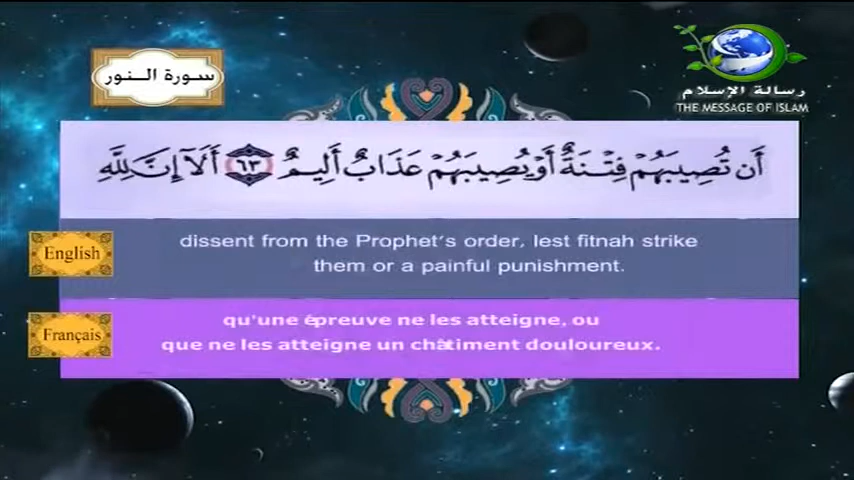 سورة النور
رسالة الإسلام
THE MESSAGE OF ISLAM
أَن تُصِيبَهُمْ فِتْنَةٌ أَوْ يُصِيبَهُمْ عَذَابٌ أَلِيمٌ ٦٣ أَلَآ إِنَّ لِلَّهِ
English
dissent from the Prophet's order, lest fitnah strike
them or a painful punishment.
Français
qu'une épreuve ne les atteigne, ou
que ne les atteigne un châtiment douloureux.